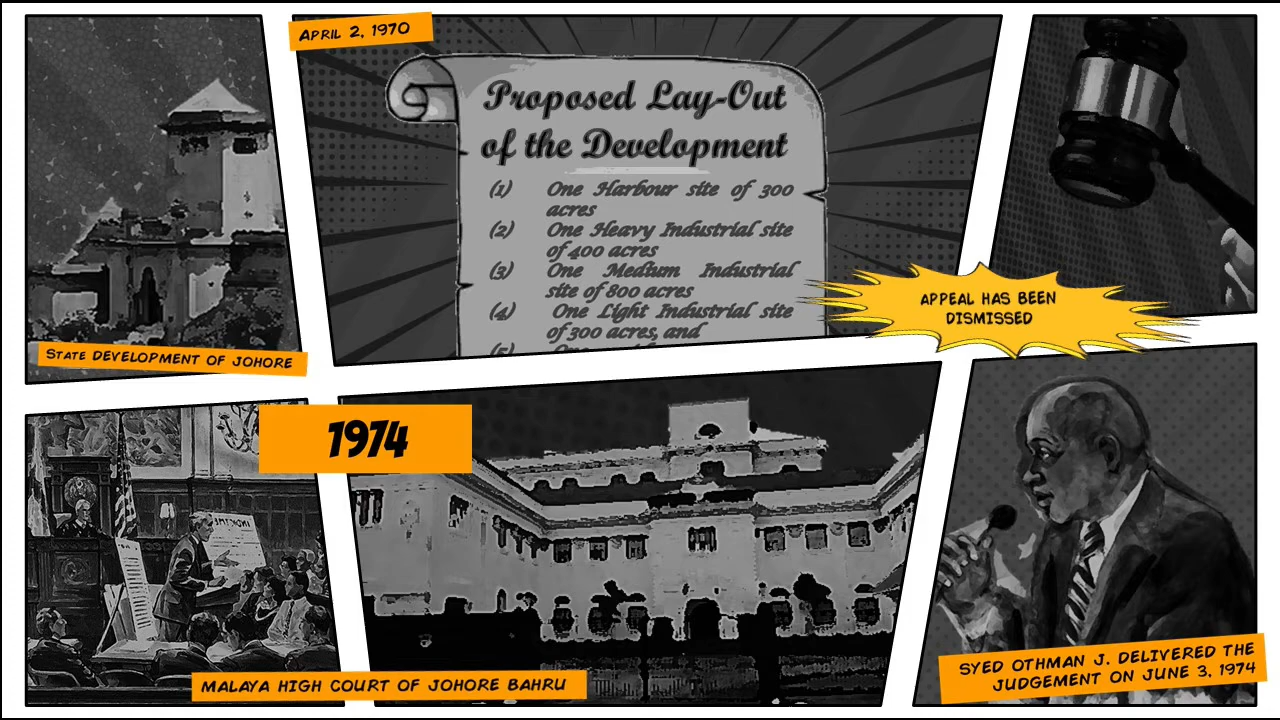 APRIL 2, 1970
Proposed Lay-Out
of the Development
(1) One Harbour site of 300
acres
(2) One Heavy Industrial site
of 400 acres
(3) One Medium Industrial
site of 800 acres
(4) One Light Industrial site
of 300 acres, and
(5) One
APPEAL HAS BEEN
DISMISSED
STATE DEVELOPMENT OF JOHORE
1974
MALAYA HIGH COURT OF JOHORE BAHRU
SYED OTHMAN J. DELIVERED THE
JUDGEMENT ON JUNE 3, 1974